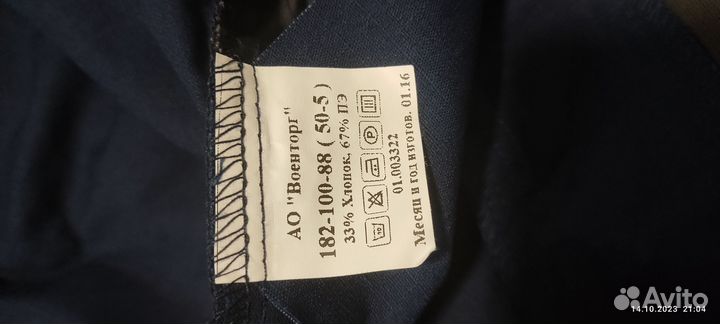 АО "Военторг"
182-100-88 ( 50-5 )
33% Хлопок, 67% ПЭ
P
01.003322
Месяц и год изготов. 01.16
Avito
14.10.2023 21:04